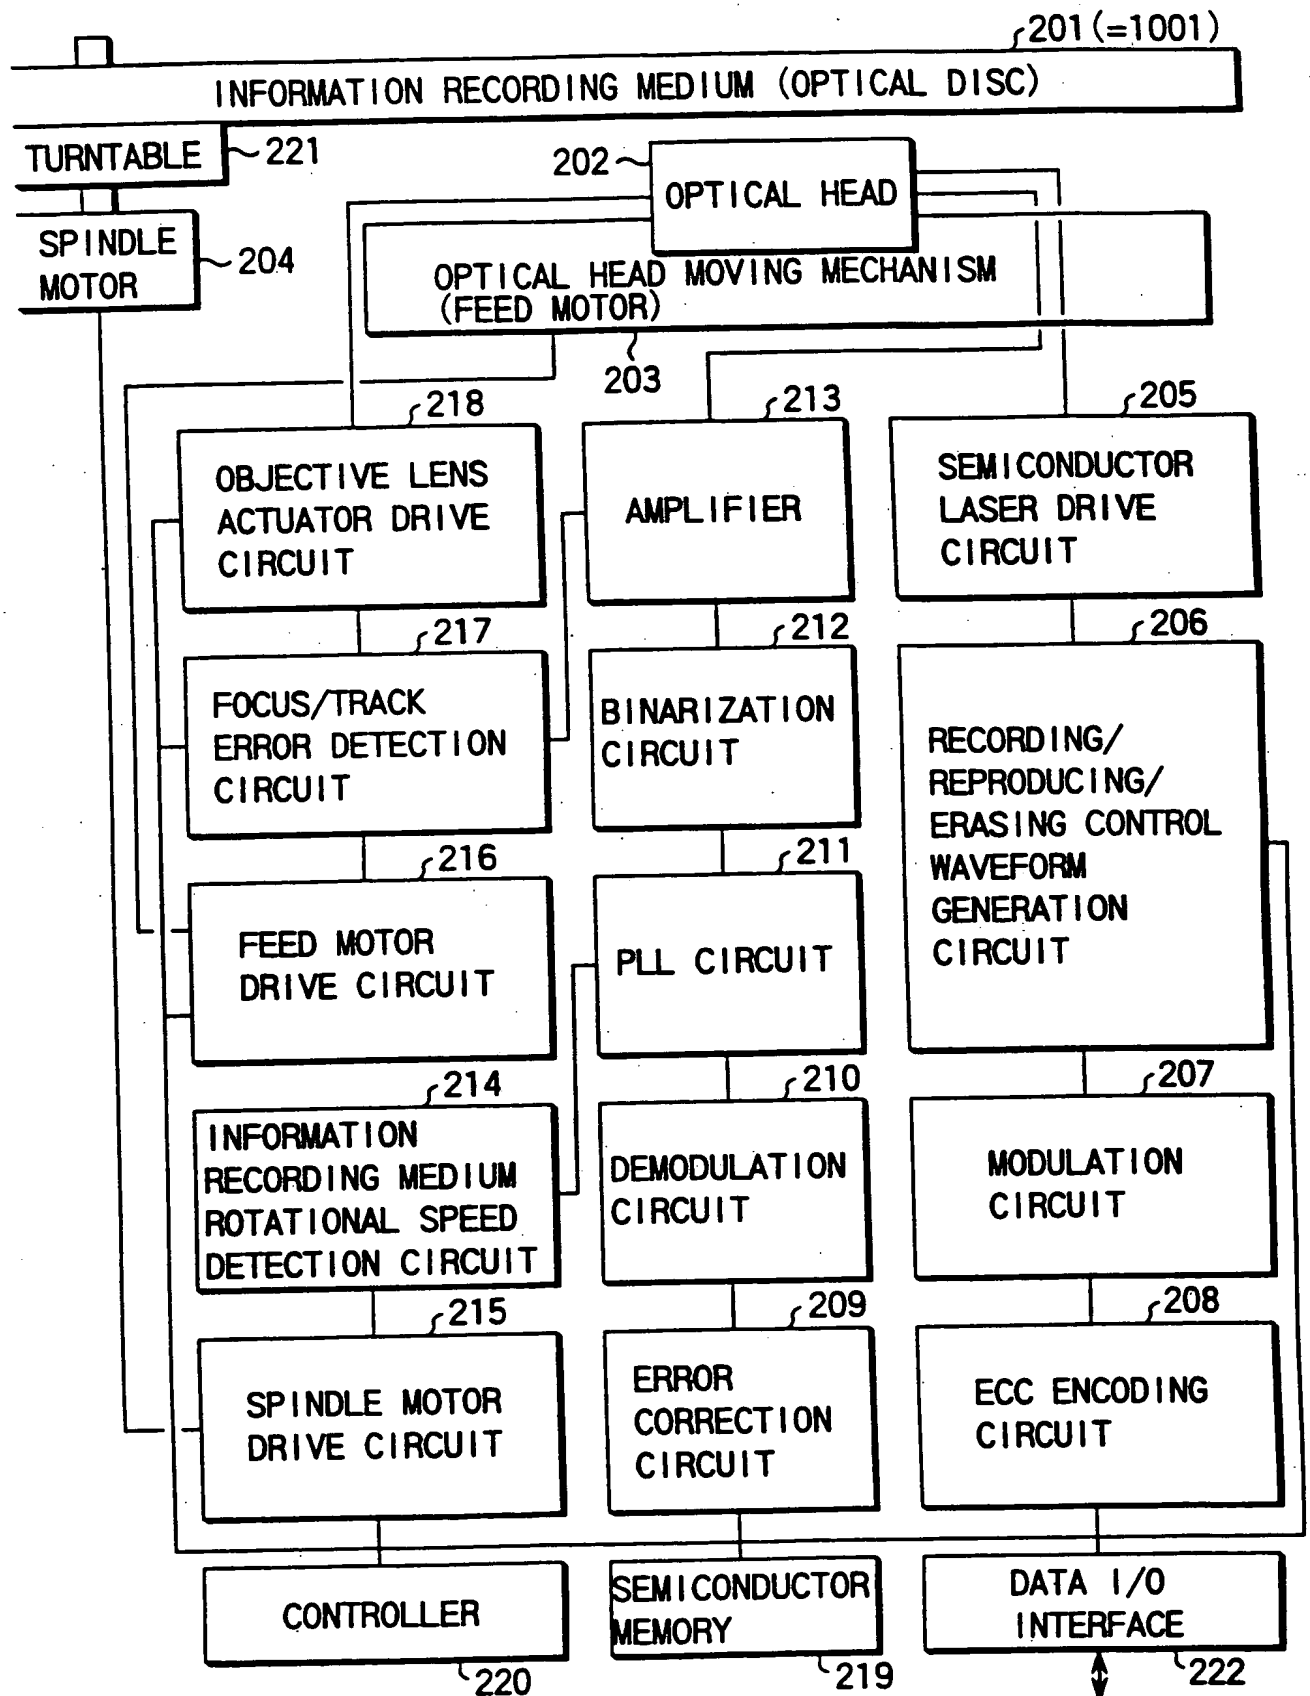 201(=1001)
INFORMATION RECORDING MEDIUM (OPTICAL DISC)
TURNTABLE
221
202
OPTICAL HEAD
SPINDLE
MOTOR
204
OPTICAL HEAD MOVING MECHANISM
(FEED MOTOR)
203
218
213
205
OBJECTIVE LENS
ACTUATOR DRIVE
CIRCUIT
AMPLIFIER
SEMICONDUCTOR
LASER DRIVE
CIRCUIT
217
212
206
FOCUS/TRACK
ERROR DETECTION
CIRCUIT
BINARIZATION
CIRCUIT
RECORDING/
REPRODUCING/
ERASING CONTROL
WAVEFORM
GENERATION
CIRCUIT
216
211
FEED MOTOR
DRIVE CIRCUIT
PLL CIRCUIT
214
210
207
INFORMATION
RECORDING MEDIUM
ROTATIONAL SPEED
DETECTION CIRCUIT
DEMODULATION
CIRCUIT
MODULATION
CIRCUIT
215
209
208
SPINDLE MOTOR
DRIVE CIRCUIT
ERROR
CORRECTION
CIRCUIT
ECC ENCODING
CIRCUIT
CONTROLLER
220
SEMICONDUCTOR
MEMORY
219
DATA I/O
INTERFACE
222